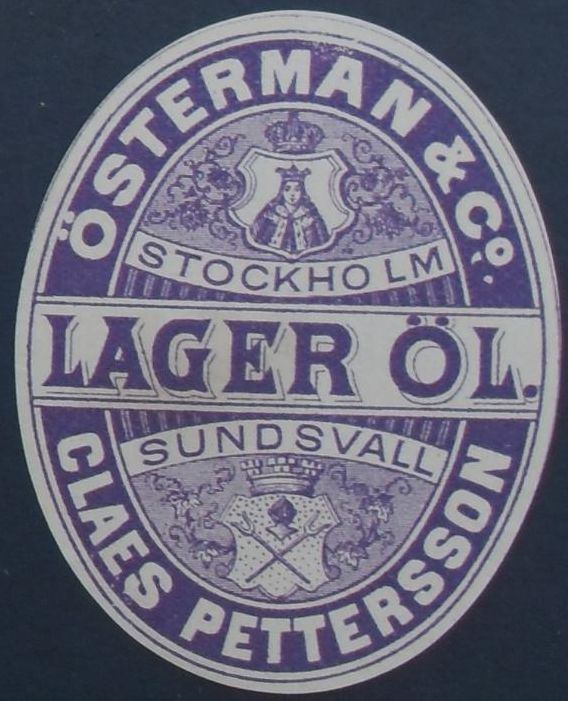 ÖSTERMAN & Co.
STOCKHOLM
LAGER ÖL.
SUNDSVALL
CLAES PETTERSSON